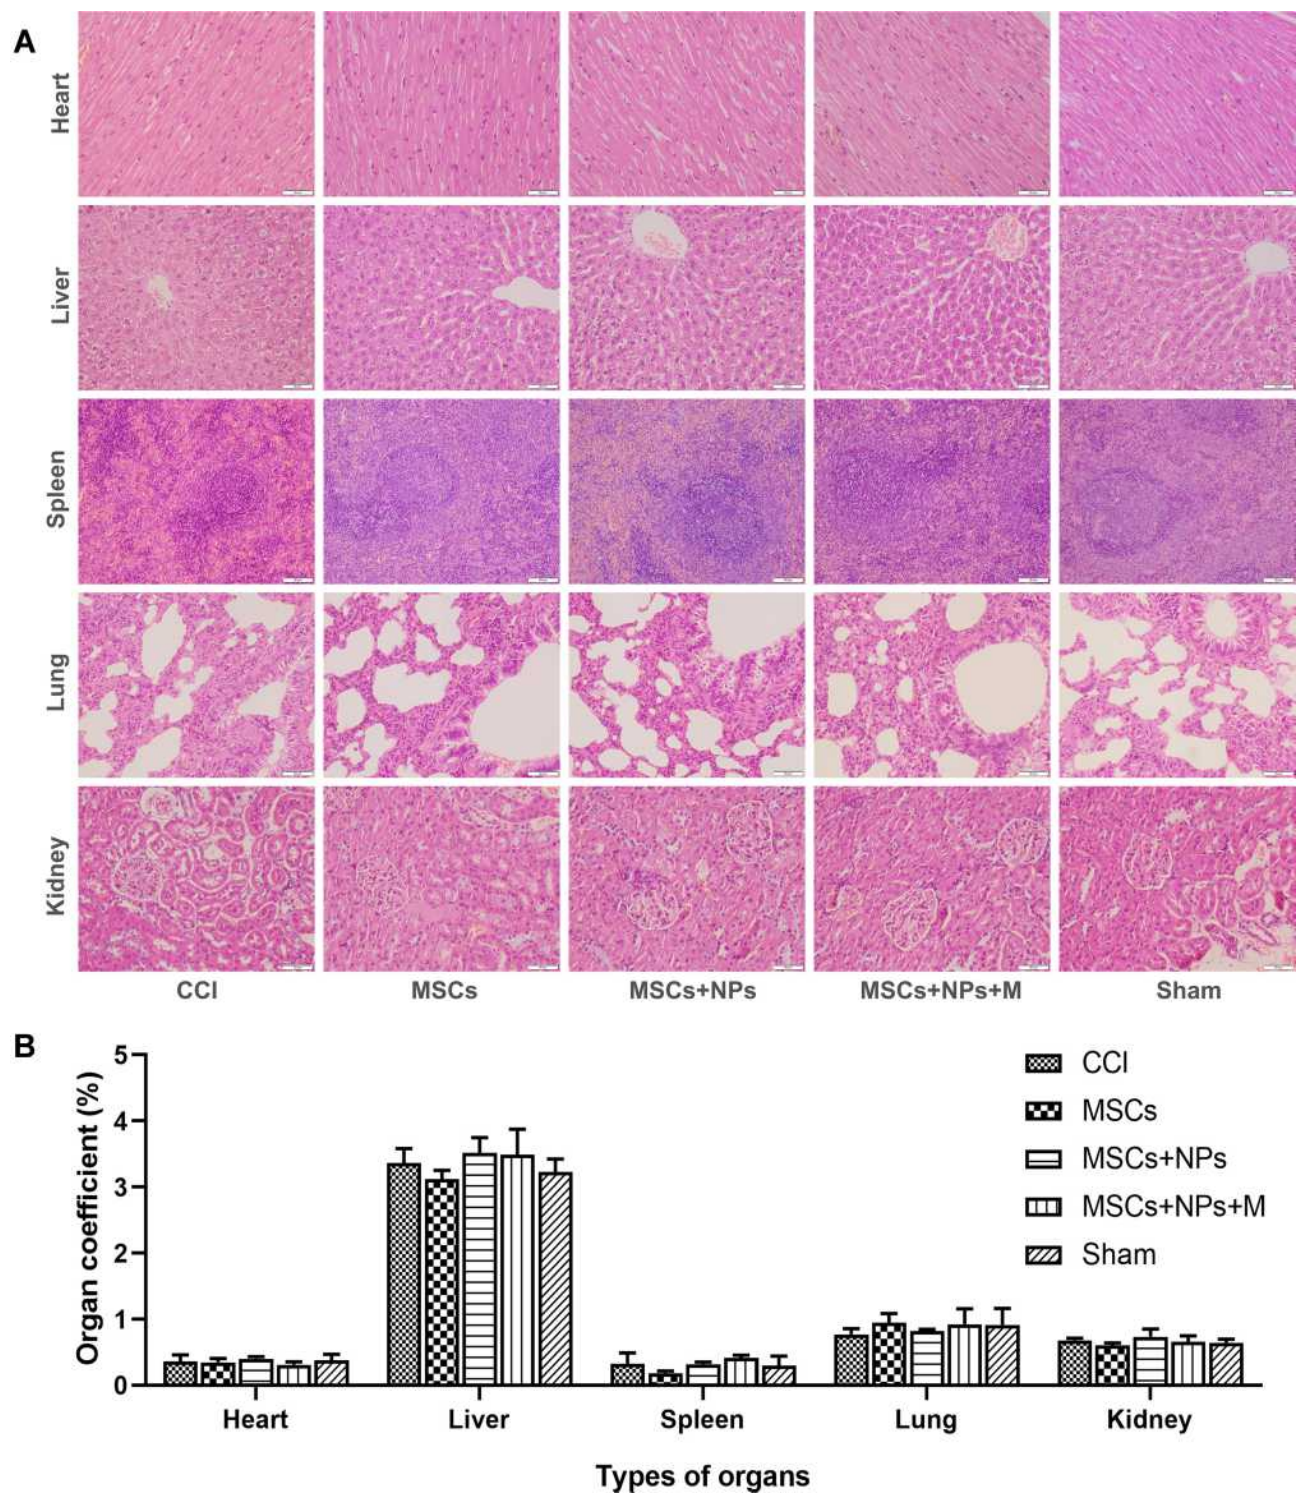 A
Heart
Liver
Spleen
Lung
Kidney
CCI
MSCs
MSCs+NPs
MSCs+NPs+M
Sham
B
Organ coefficient (%)
5
4
3
2
1
0
CCI
MSCs
MSCs+NPs
MSCs+NPs+M
Sham
Heart
Liver
Spleen
Lung
Kidney
Types of organs